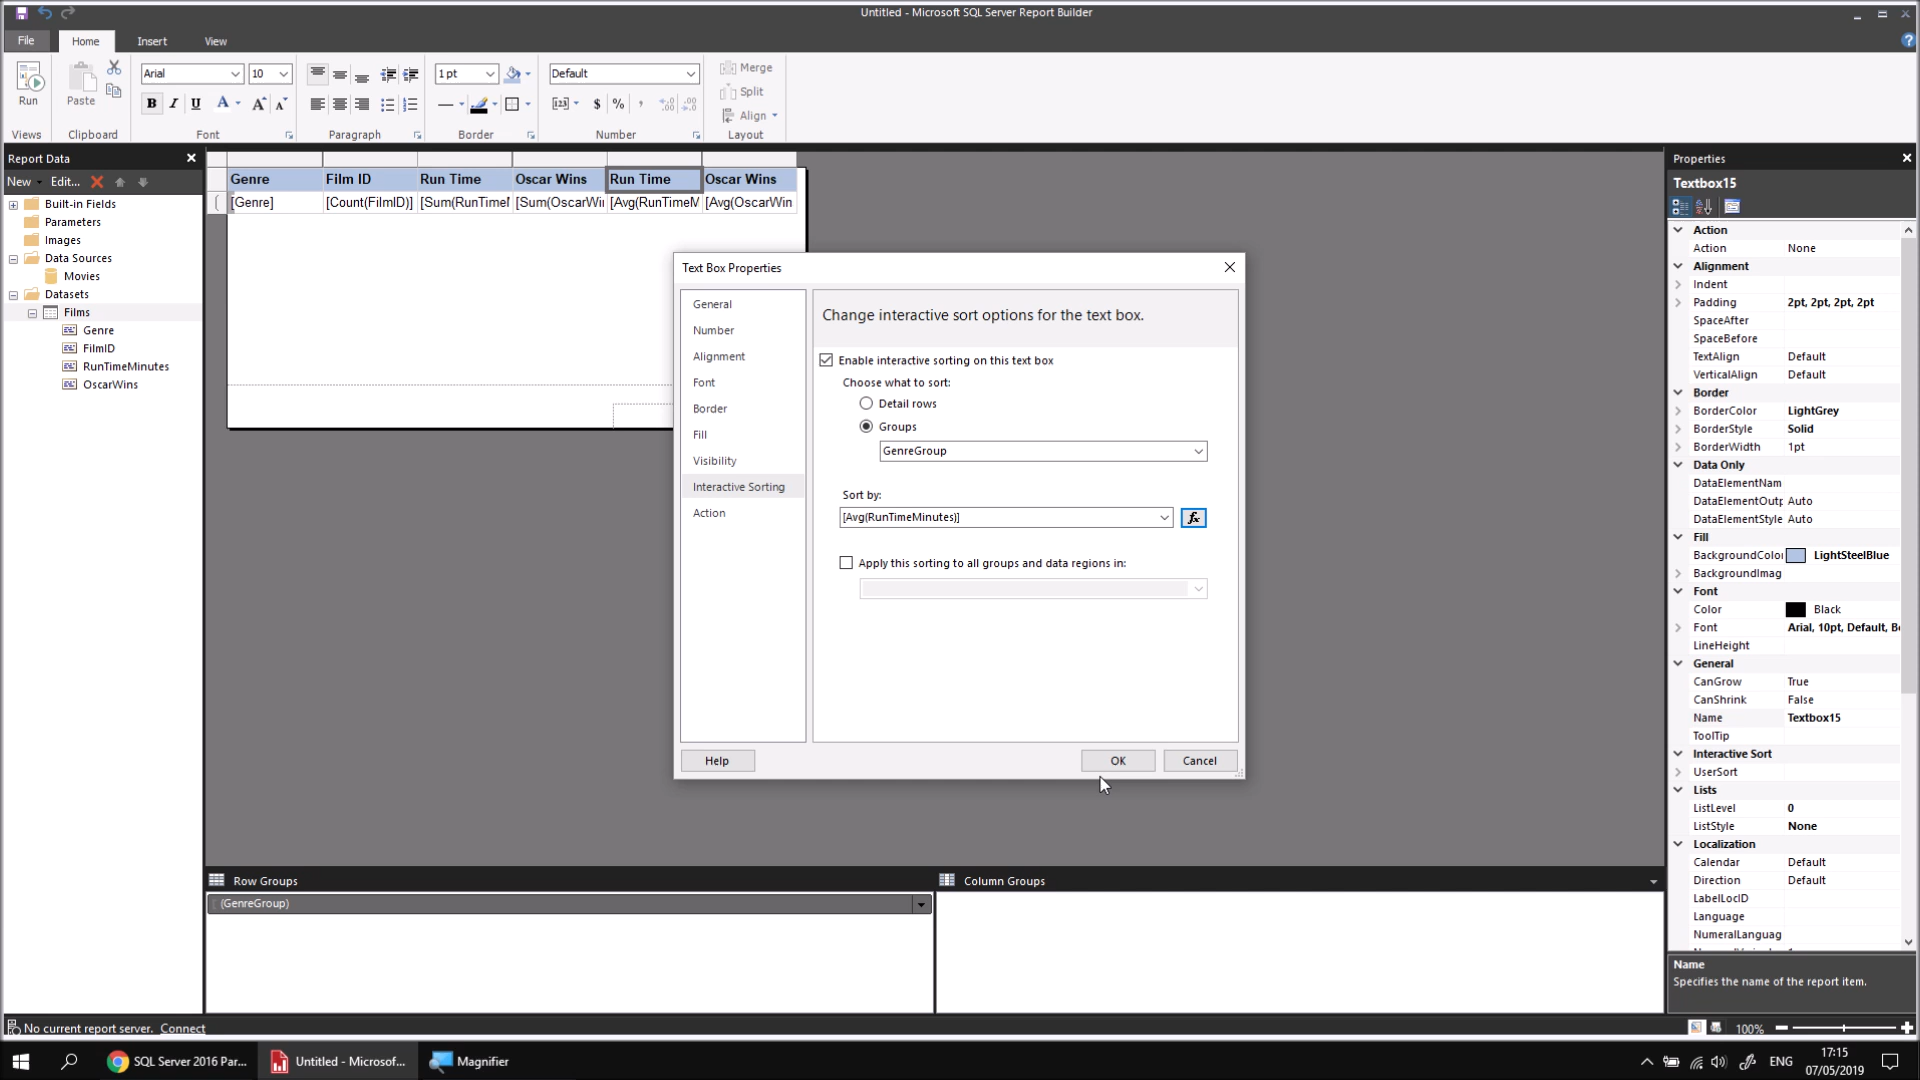 Untitled - Microsoft SQL Server Report Builder
File
Home
Insert
View
Run
Paste
Arial
10
B I U A A A
1 pt
Default
[123] $ % ,
Merge
Split
Align
Views
Clipboard
Font
Paragraph
Border
Number
Layout
Report Data
New
Edit...
Built-in Fields
Parameters
Images
Data Sources
Movies
Datasets
Films
Genre
FilmID
RunTimeMinutes
OscarWins
Genre Film ID Run Time Oscar Wins Run Time Oscar Wins
[Genre] [Count(FilmID)] [Sum(RunTimeM [Sum(OscarWin [Avg(RunTimeM [Avg(OscarWin
Text Box Properties
General
Number
Alignment
Font
Border
Fill
Visibility
Interactive Sorting
Action
Change interactive sort options for the text box.
Enable interactive sorting on this text box
Choose what to sort:
Detail rows
Groups
GenreGroup
Sort by:
[Avg(RunTimeMinutes)]
fx
Apply this sorting to all groups and data regions in:
Help
OK
Cancel
Row Groups
(GenreGroup)
Column Groups
Properties
Textbox15
Action
Action None
Alignment
Indent
Padding 2pt, 2pt, 2pt, 2pt
SpaceAfter
SpaceBefore
TextAlign Default
VerticalAlign Default
Border
BorderColor LightGrey
BorderStyle Solid
BorderWidth 1pt
Data Only
DataElementNam
DataElementOutp Auto
DataElementStyle Auto
Fill
BackgroundColor LightSteelBlue
BackgroundImag
Font
Color Black
Font Arial, 10pt, Default, Bo
LineHeight
General
CanGrow True
CanShrink False
Name Textbox15
ToolTip
Interactive Sort
UserSort
Lists
ListLevel 0
ListStyle None
Localization
Calendar Default
Direction Default
LabelLocID
Language
NumeralLanguag
Name
Specifies the name of the report item.
No current report server. Connect
100%
SQL Server 2016 Par...
Untitled - Microsof...
Magnifier
ENG
17:15
07/05/2019